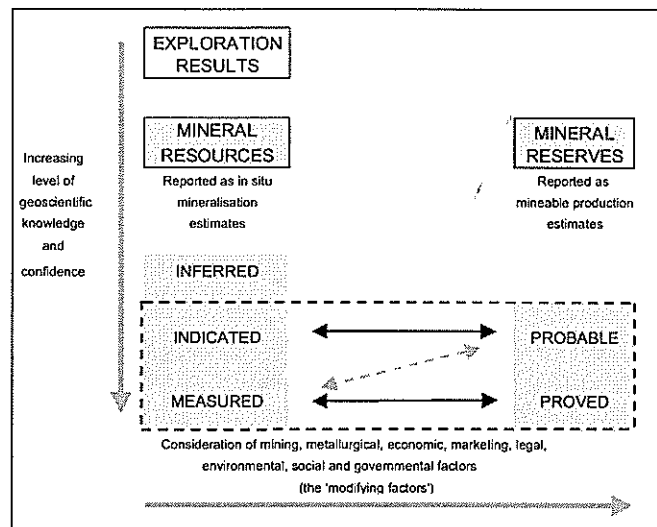 EXPLORATION
RESULTS
MINERAL
RESOURCES
Reported as in situ
mineralisation
estimates
MINERAL
RESERVES
Reported as
mineable production
estimates
Increasing
level of
geoscientific
knowledge
and
confidence
INFERRED
INDICATED
PROBABLE
MEASURED
PROVED
Consideration of mining, metallurgical, economic, marketing, legal,
environmental, social and governmental factors
(the 'modifying factors')